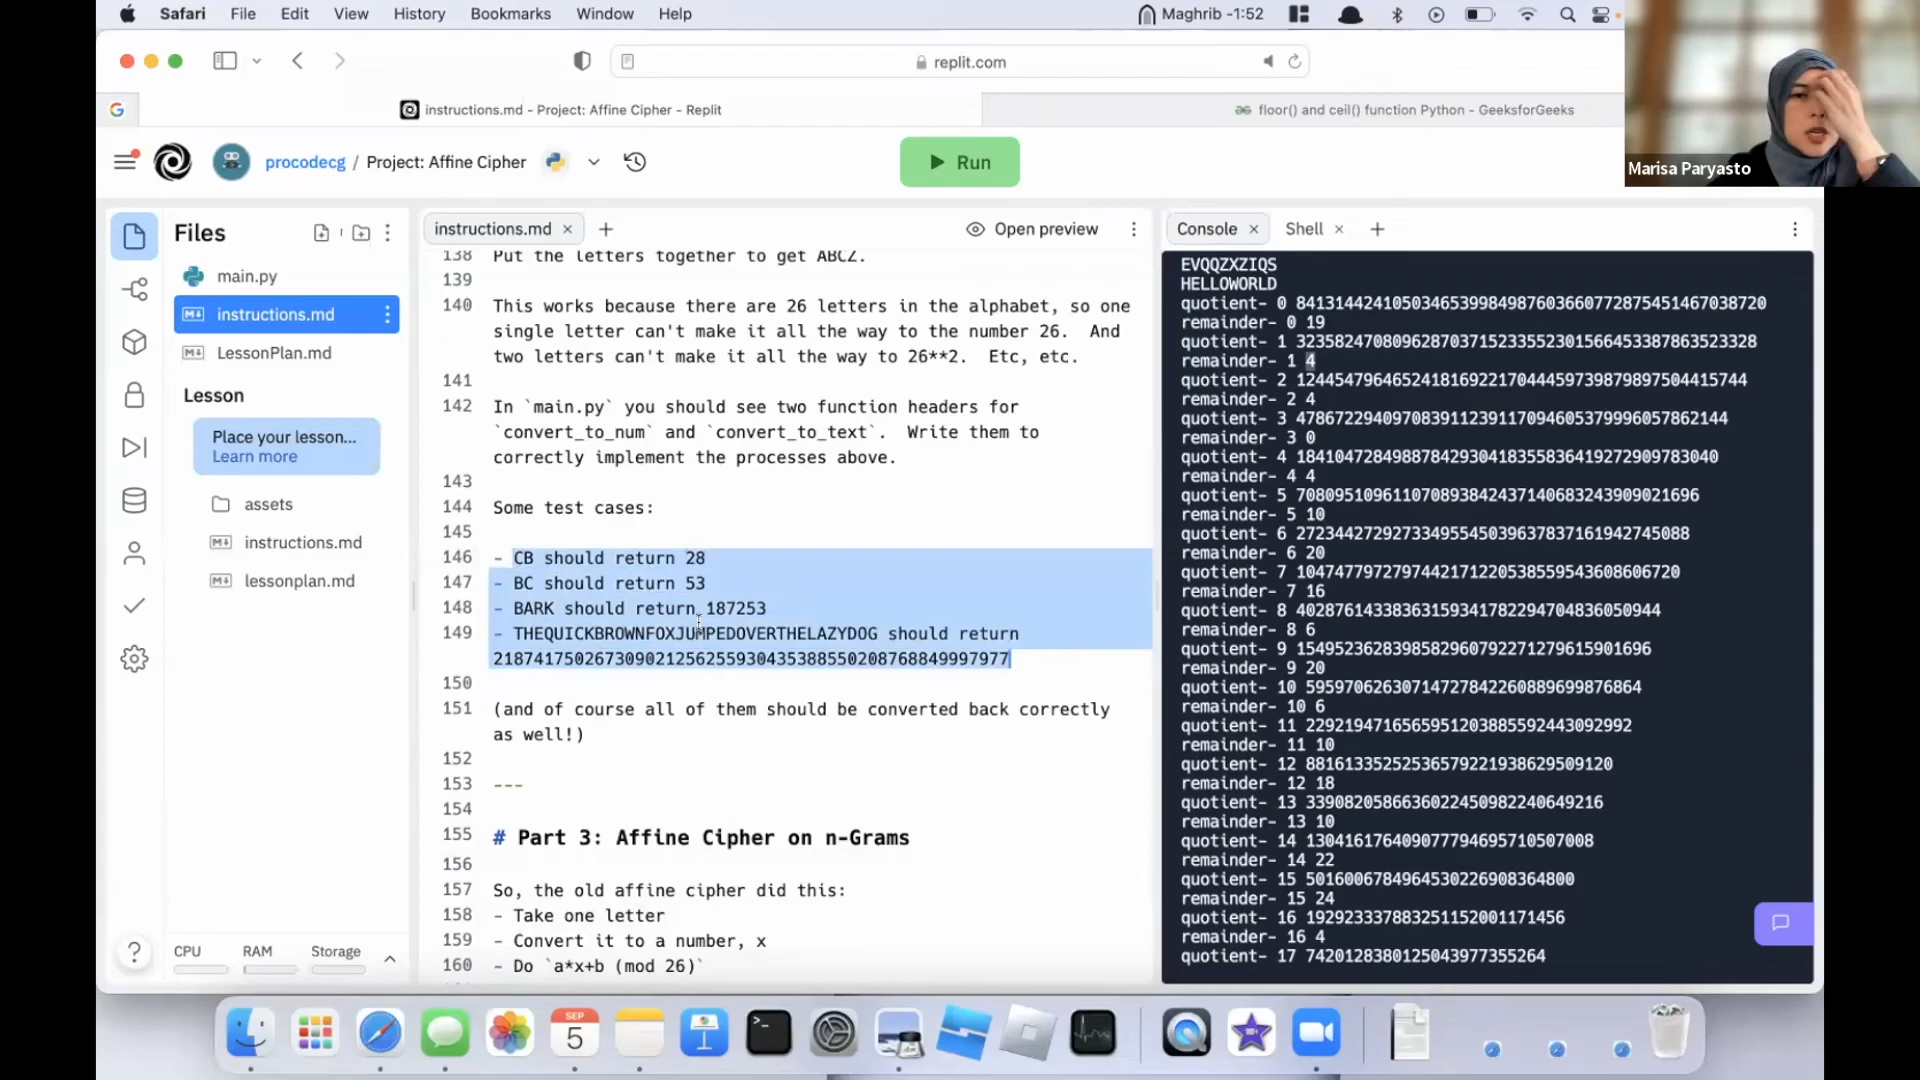 Safari File Edit View History Bookmarks Window Help
Maghrib -1:52
replit.com
instructions.md - Project: Affine Cipher - Replit
floor() and ceil() function Python - GeeksforGeeks
procodecg / Project: Affine Cipher
Run
Marisa Paryasto
Files
main.py
instructions.md
LessonPlan.md
Lesson
Place your lesson...
Learn more
assets
instructions.md
lessonplan.md
CPU RAM Storage
instructions.md
Open preview
138 Put the letters together to get ABCZ.
139
140 This works because there are 26 letters in the alphabet, so one
single letter can't make it all the way to the number 26. And
two letters can't make it all the way to 26**2. Etc, etc.
141
142 In `main.py` you should see two function headers for
`convert_to_num` and `convert_to_text`. Write them to
correctly implement the processes above.
143
144 Some test cases:
145
146 - CB should return 28
147 - BC should return 53
148 - BARK should return 187253
149 - THEQUICKBROWNFOXJUMPEDOVERTHELAZYDOG should return
218741750267309021256255930435388550208768849997977
150
151 (and of course all of them should be converted back correctly
as well!)
152
153 ---
154
155 # Part 3: Affine Cipher on n-Grams
156
157 So, the old affine cipher did this:
158 - Take one letter
159 - Convert it to a number, x
160 - Do `a*x+b (mod 26)`
Console Shell
EVQQZXZIQS
HELLOWORLD
quotient- 0 8413144241050346539984987603660772875451467038720
remainder- 0 19
quotient- 1 323582470809628703715233552301566453387863523328
remainder- 1 4
quotient- 2 12445479646524181692217044459739879897504415744
remainder- 2 4
quotient- 3 478672294097083911239117094605379996057862144
remainder- 3 0
quotient- 4 18410472849887842930418355836419272909783040
remainder- 4 4
quotient- 5 708095109611070893842437140683243909021696
remainder- 5 10
quotient- 6 27234427292733495545039637837161942745088
remainder- 6 20
quotient- 7 1047477972797442171220538559543608606720
remainder- 7 16
quotient- 8 40287614338363159341782294704836050944
remainder- 8 6
quotient- 9 1549523628398582960792271279615901696
remainder- 9 20
quotient- 10 59597062630714727842260889699876864
remainder- 10 6
quotient- 11 2292194716565951203885592443092992
remainder- 11 10
quotient- 12 88161335252536579221938629509120
remainder- 12 18
quotient- 13 3390820586636022450982240649216
remainder- 13 10
quotient- 14 130416176409077794695710507008
remainder- 14 22
quotient- 15 5016006784964530226908364800
remainder- 15 24
quotient- 16 192923337883251152001171456
remainder- 16 4
quotient- 17 7420128380125043977355264
SEP
5